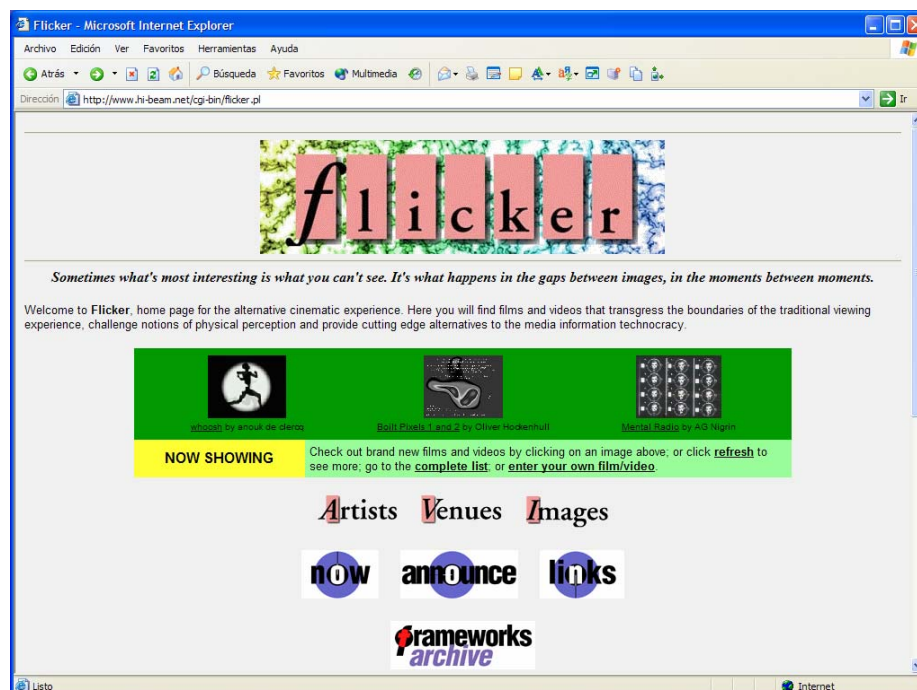 Flicker - Microsoft Internet Explorer
Archivo Edición Ver Favoritos Herramientas Ayuda
Atrás Búsqueda Favoritos Multimedia
Dirección http://www.hi-beam.net/cgi-bin/flicker.pl Ir
flicker
Sometimes what's most interesting is what you can't see. It's what happens in the gaps between images, in the moments between moments.
Welcome to Flicker, home page for the alternative cinematic experience. Here you will find films and videos that transgress the boundaries of the traditional viewing
experience, challenge notions of physical perception and provide cutting edge alternatives to the media information technocracy.
whoosh by anouk de clercq Built Pixels 1 and 2 by Oliver Hockenhull Mental Radio by AG Nigrin
NOW SHOWING
Check out brand new films and videos by clicking on an image above; or click refresh to
see more; go to the complete list; or enter your own film/video.
Artists Venues Images
now announce links
frameworks
archive
Listo Internet